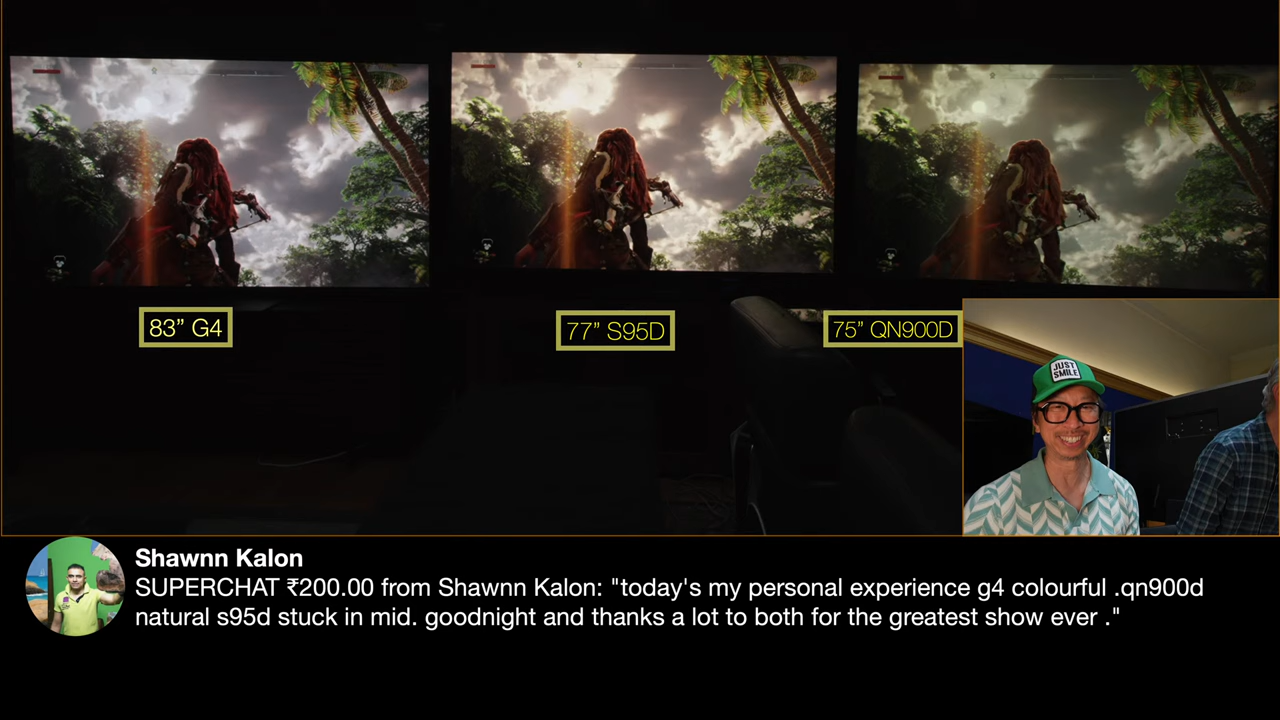 83” G4
77” S95D
75” QN900D
JUST
SMILE
Shawnn Kalon
SUPERCHAT ₹200.00 from Shawnn Kalon: "today's my personal experience g4 colourful .qn900d
natural s95d stuck in mid. goodnight and thanks a lot to both for the greatest show ever ."